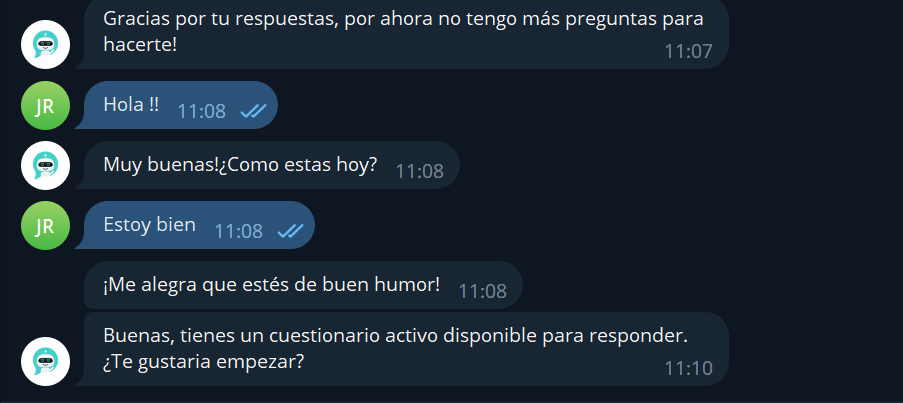 Gracias por tu respuestas, por ahora no tengo más preguntas para
hacerte!
11:07
JR
Hola !!
11:08
Muy buenas!¿Como estas hoy?
11:08
JR
Estoy bien
11:08
¡Me alegra que estés de buen humor!
11:08
Buenas, tienes un cuestionario activo disponible para responder.
¿Te gustaria empezar?
11:10